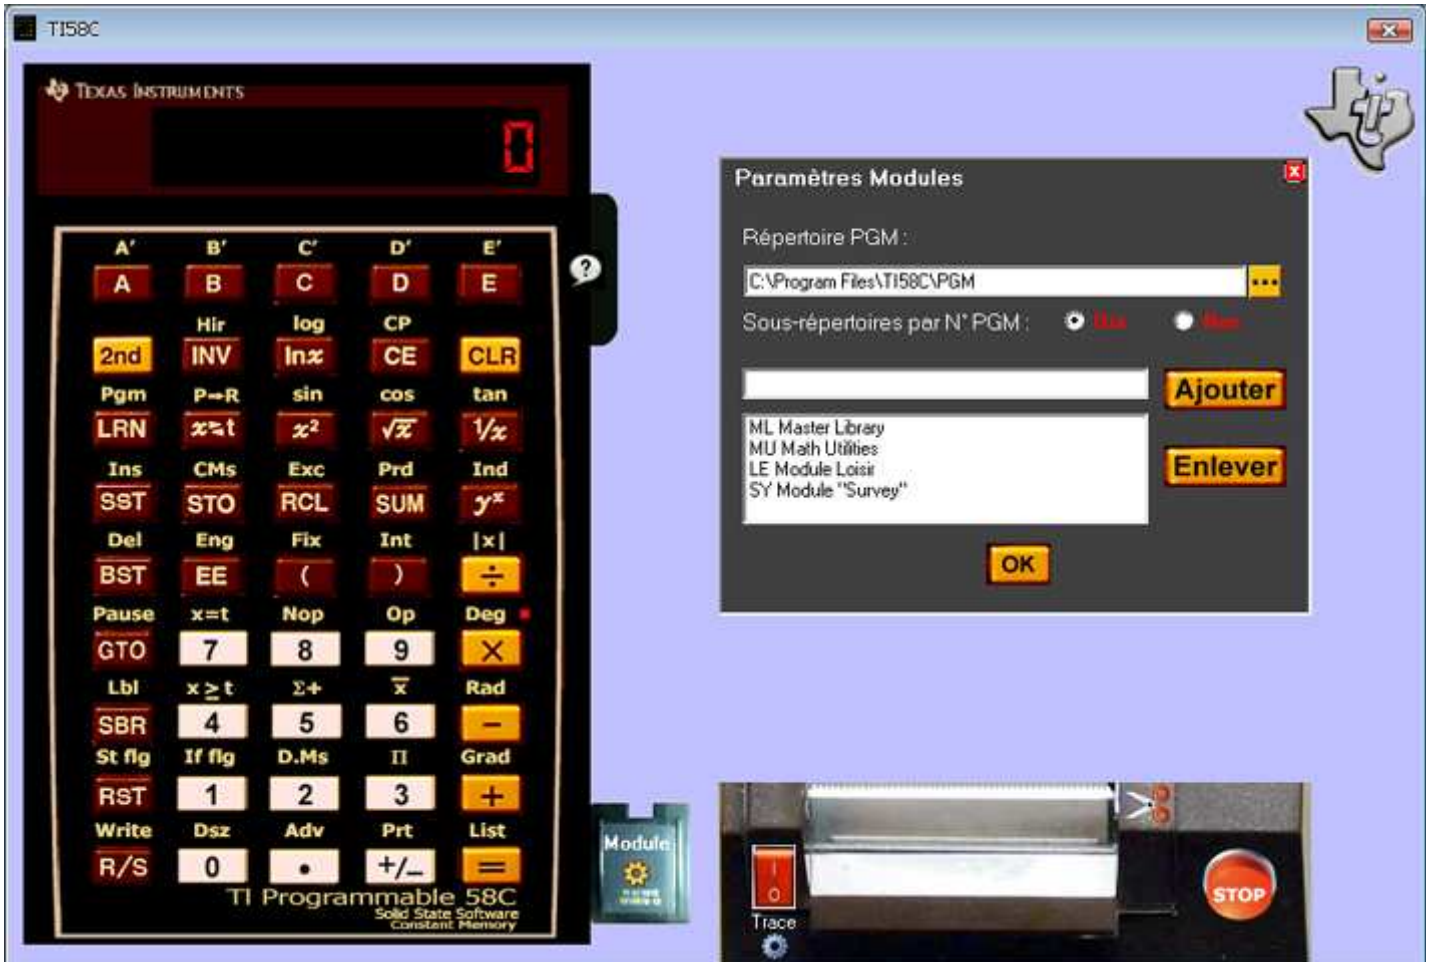 TI58C
TEXAS INSTRUMENTS
0
A' B' C' D' E'
A B C D E
Hir log CP
2nd INV lnx CE CLR
Pgm P→R sin cos tan
LRN x⇄t x² √x 1/x
Ins CMs Exc Prd Ind
SST STO RCL SUM yˣ
Del Eng Fix Int |x|
BST EE ( ) ÷
Pause x=t Nop Op Deg
GTO 7 8 9 ×
Lbl x≥t Σ+ x̅ Rad
SBR 4 5 6 −
St flg If flg D.Ms π Grad
RST 1 2 3 +
Write Dsz Adv Prt List
R/S 0 • +/− =
TI Programmable 58C
Solid State Software
Constant Memory
?
Module
Paramètres Modules
x
Répertoire PGM :
C:\Program Files\TI58C\PGM
...
Sous-répertoires par N° PGM :
Ajouter
ML Master Library
MU Math Utilities
LE Module Loisir
SY Module "Survey"
Enlever
OK
I
O
Trace
STOP